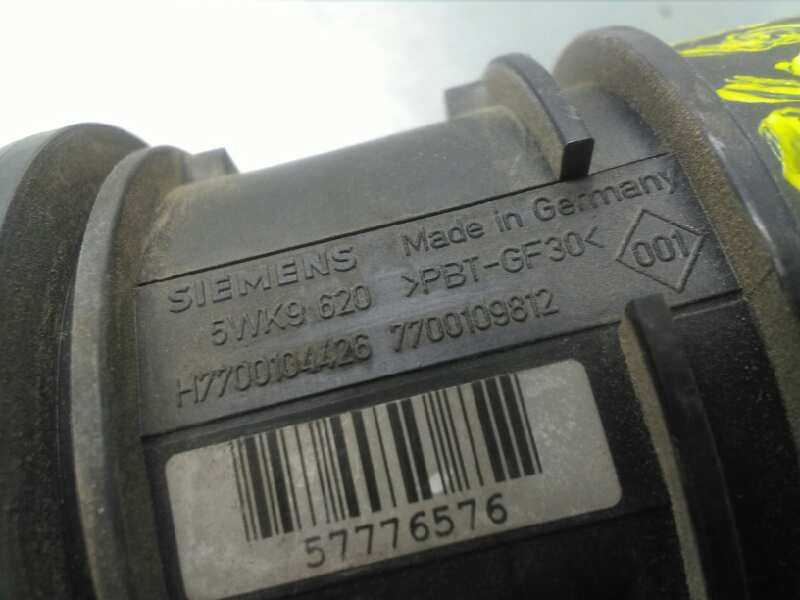 SIEMENS Made in Germany
5WK9 620 >PBT-GF30< 001
H7700104426 7700109812
57776576